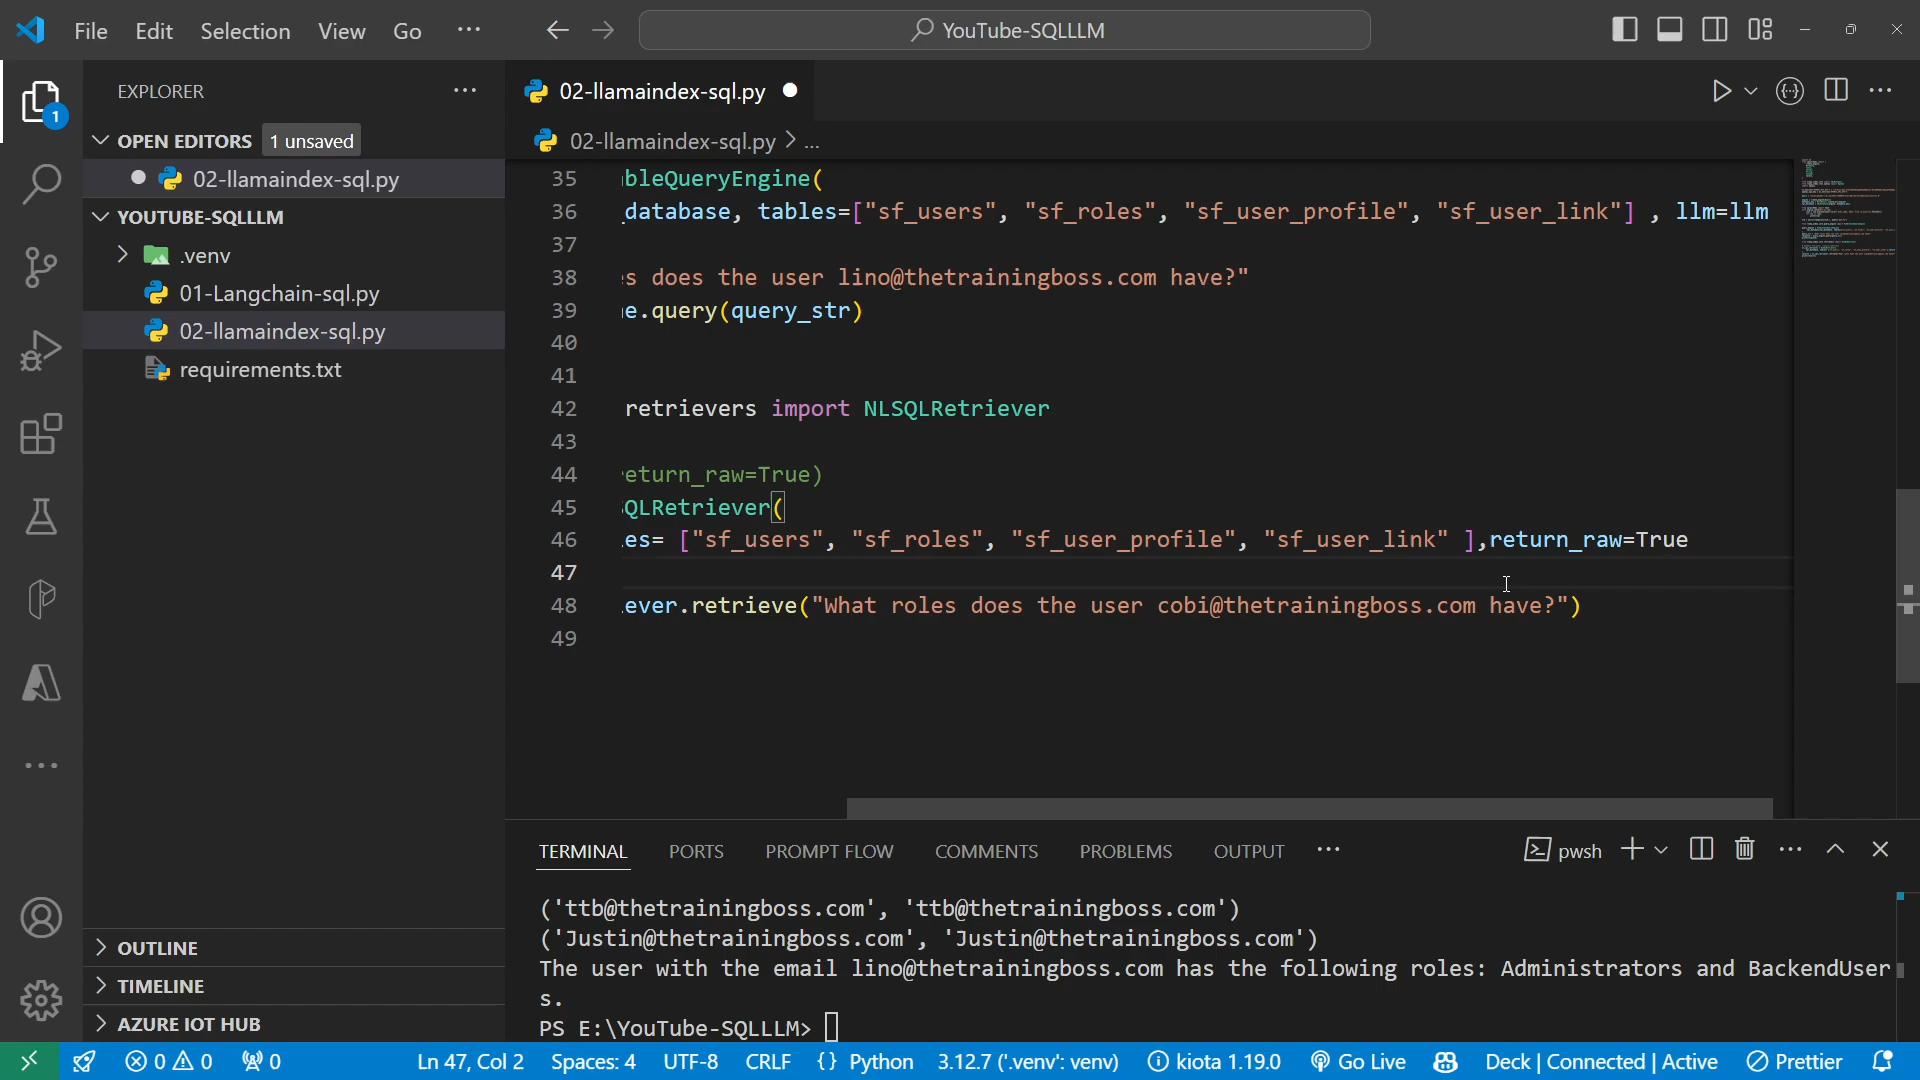 File Edit Selection View Go ... YouTube-SQLLLM
EXPLORER
OPEN EDITORS 1 unsaved
02-llamaindex-sql.py
YOUTUBE-SQLLLM
.venv
01-Langchain-sql.py
02-llamaindex-sql.py
requirements.txt
OUTLINE
TIMELINE
AZURE IOT HUB
1
02-llamaindex-sql.py
02-llamaindex-sql.py > ...
35 bleQueryEngine(
36 _database, tables=["sf_users", "sf_roles", "sf_user_profile", "sf_user_link"] , llm=llm
37
38 s does the user lino@thetrainingboss.com have?"
39 e.query(query_str)
40
41
42 retrievers import NLSQLRetriever
43
44 eturn_raw=True)
45 SQLRetriever(
46 les= ["sf_users", "sf_roles", "sf_user_profile", "sf_user_link" ],return_raw=True
47
48 ever.retrieve("What roles does the user cobi@thetrainingboss.com have?")
49
TERMINAL PORTS PROMPT FLOW COMMENTS PROBLEMS OUTPUT ... pwsh
('ttb@thetrainingboss.com', 'ttb@thetrainingboss.com')
('Justin@thetrainingboss.com', 'Justin@thetrainingboss.com')
The user with the email lino@thetrainingboss.com has the following roles: Administrators and BackendUser
s.
PS E:\YouTube-SQLLLM>
0 0 0 Ln 47, Col 2 Spaces: 4 UTF-8 CRLF {} Python 3.12.7 ('.venv': venv) kiota 1.19.0 Go Live Deck | Connected | Active Prettier